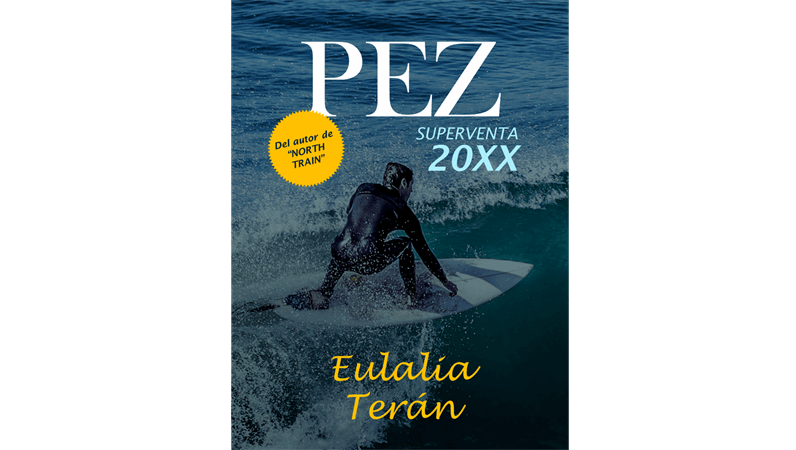 PEZ
SUPERVENTA
20XX
Del autor de
"NORTH
TRAIN"
Eulalia
Terán